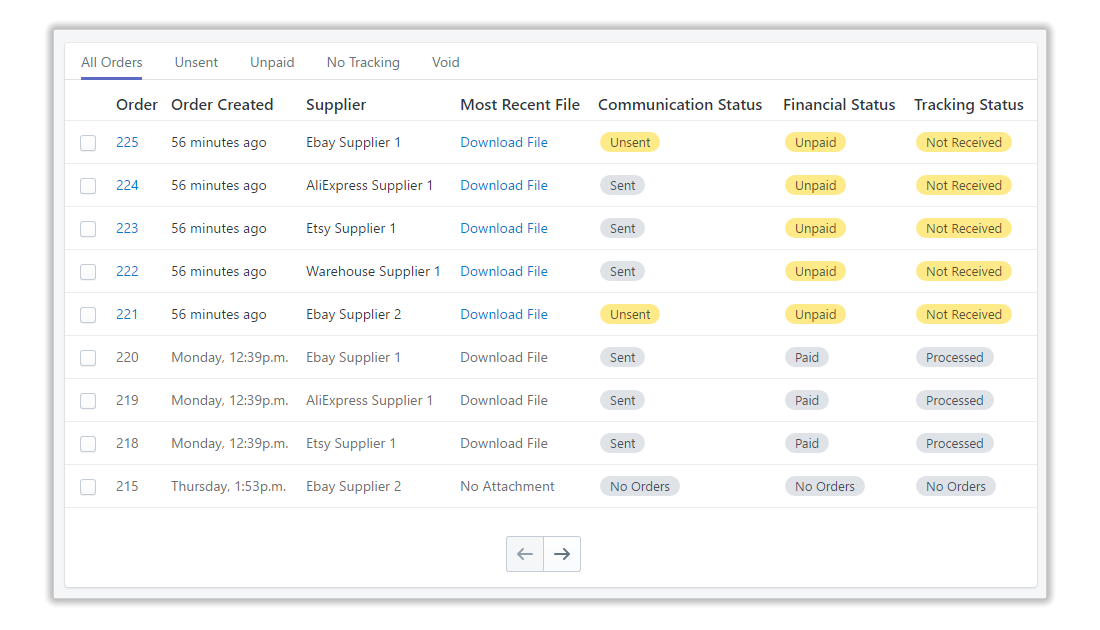 All Orders Unsent Unpaid No Tracking Void
Order Order Created Supplier Most Recent File Communication Status Financial Status Tracking Status
225 56 minutes ago Ebay Supplier 1 Download File Unsent Unpaid Not Received
224 56 minutes ago AliExpress Supplier 1 Download File Sent Unpaid Not Received
223 56 minutes ago Etsy Supplier 1 Download File Sent Unpaid Not Received
222 56 minutes ago Warehouse Supplier 1 Download File Sent Unpaid Not Received
221 56 minutes ago Ebay Supplier 2 Download File Unsent Unpaid Not Received
220 Monday, 12:39p.m. Ebay Supplier 1 Download File Sent Paid Processed
219 Monday, 12:39p.m. AliExpress Supplier 1 Download File Sent Paid Processed
218 Monday, 12:39p.m. Etsy Supplier 1 Download File Sent Paid Processed
215 Thursday, 1:53p.m. Ebay Supplier 2 No Attachment No Orders No Orders No Orders